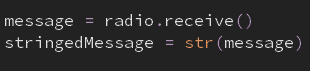 message = radio.receive()
stringedMessage = str(message)